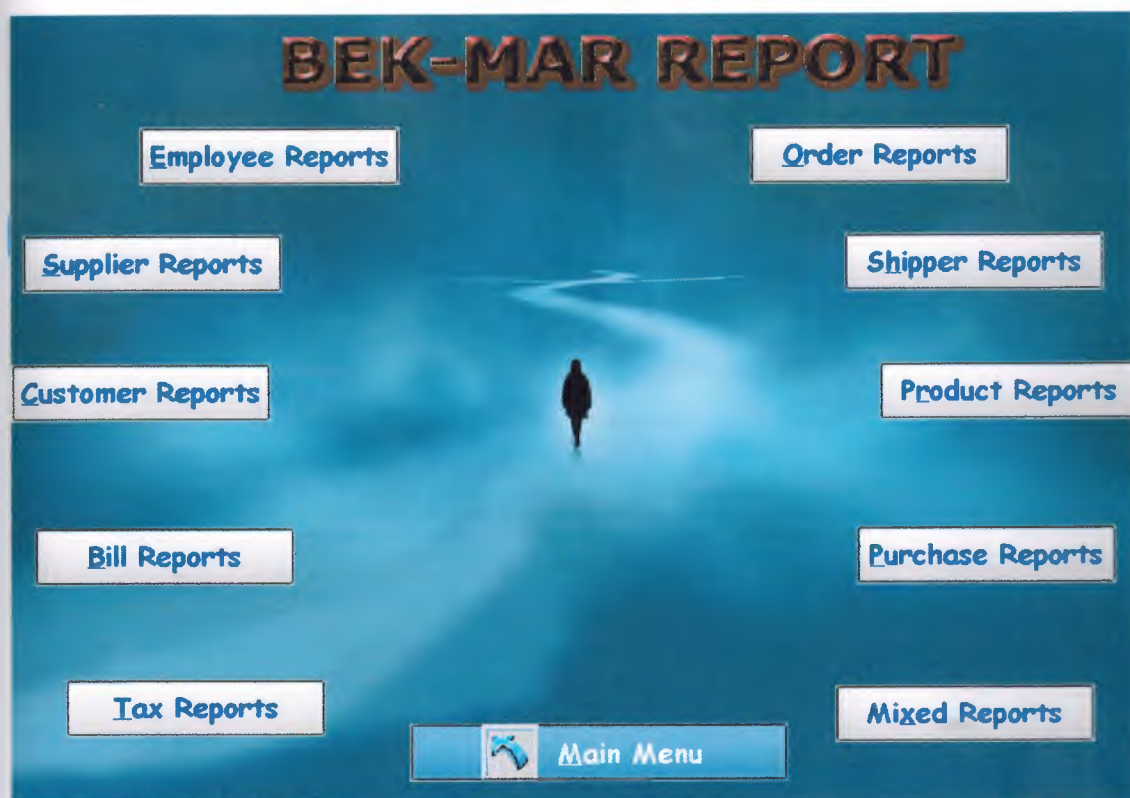 BEK-MAR REPORT
Employee Reports
Order Reports
Supplier Reports
Shipper Reports
Customer Reports
Product Reports
Bill Reports
Purchase Reports
Tax Reports
Mixed Reports
Main Menu